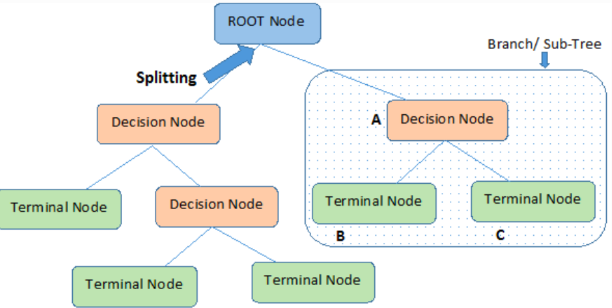 ROOT Node
Branch/ Sub-Tree
Splitting
Decision Node
A
Decision Node
Terminal Node
Decision Node
Terminal Node
Terminal Node
B
C
Terminal Node
Terminal Node